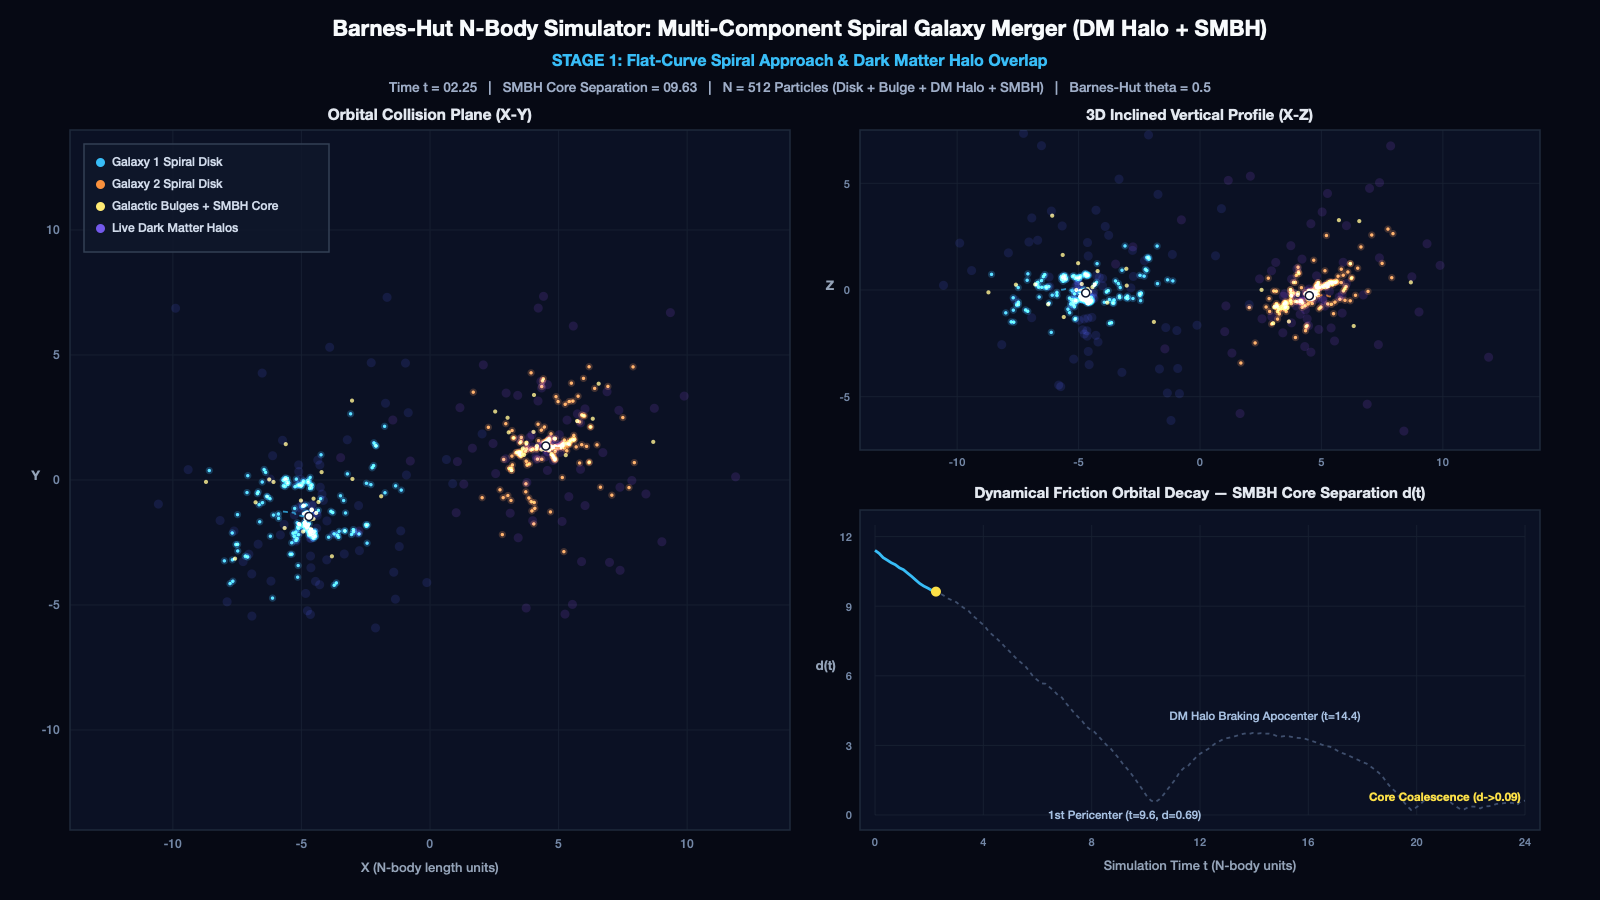 Barnes-Hut N-Body Simulator: Multi-Component Spiral Galaxy Merger (DM Halo + SMBH)
STAGE 1: Flat-Curve Spiral Approach & Dark Matter Halo Overlap
Time t = 02.25 | SMBH Core Separation = 09.63 | N = 512 Particles (Disk + Bulge + DM Halo + SMBH) | Barnes-Hut theta = 0.5
Orbital Collision Plane (X-Y)
Galaxy 1 Spiral Disk
Galaxy 2 Spiral Disk
Galactic Bulges + SMBH Core
Live Dark Matter Halos
10
5
Y
0
-5
-10
-10 -5 0 5 10
X (N-body length units)
3D Inclined Vertical Profile (X-Z)
5
Z
0
-5
-10 -5 0 5 10
Dynamical Friction Orbital Decay — SMBH Core Separation d(t)
12
9
d(t)
6
3
0
DM Halo Braking Apocenter (t=14.4)
Core Coalescence (d->0.09)
1st Pericenter (t=9.6, d=0.69)
0 4 8 12 16 20 24
Simulation Time t (N-body units)